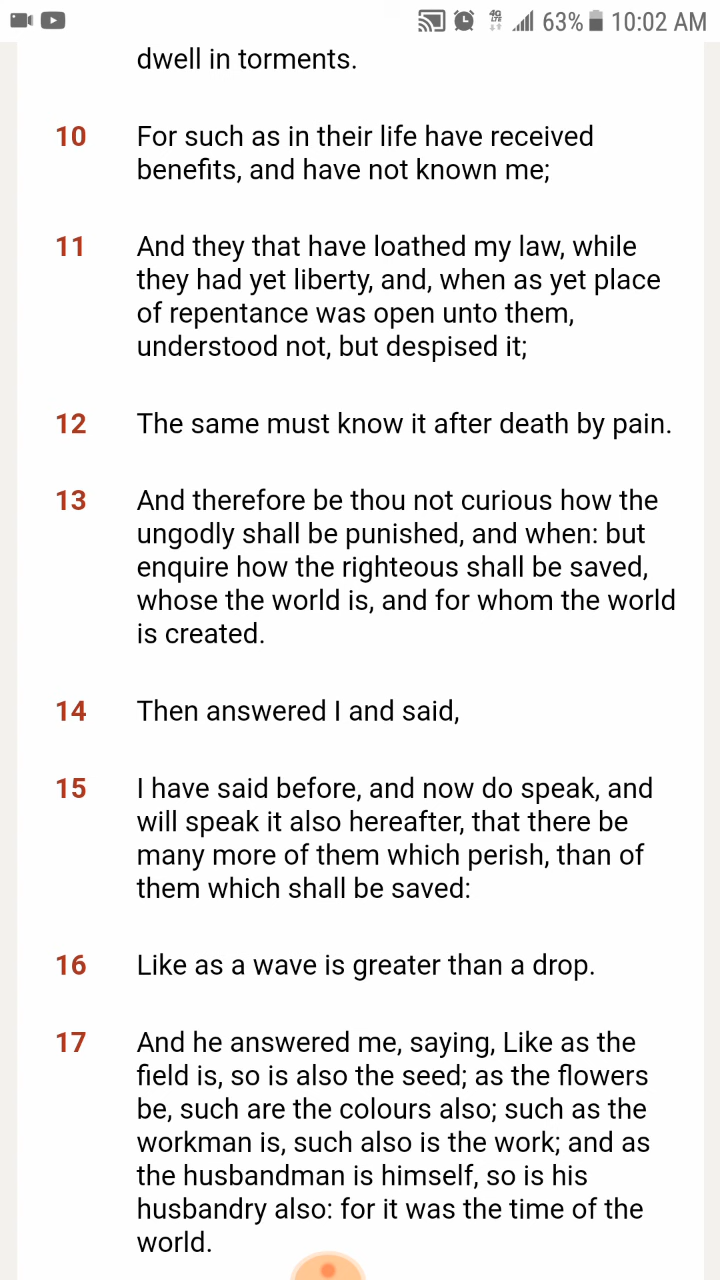 4G LTE 63% 10:02 AM
dwell in torments.
10 For such as in their life have received
benefits, and have not known me;
11 And they that have loathed my law, while
they had yet liberty, and, when as yet place
of repentance was open unto them,
understood not, but despised it;
12 The same must know it after death by pain.
13 And therefore be thou not curious how the
ungodly shall be punished, and when: but
enquire how the righteous shall be saved,
whose the world is, and for whom the world
is created.
14 Then answered I and said,
15 I have said before, and now do speak, and
will speak it also hereafter, that there be
many more of them which perish, than of
them which shall be saved:
16 Like as a wave is greater than a drop.
17 And he answered me, saying, Like as the
field is, so is also the seed; as the flowers
be, such are the colours also; such as the
workman is, such also is the work; and as
the husbandman is himself, so is his
husbandry also: for it was the time of the
world.